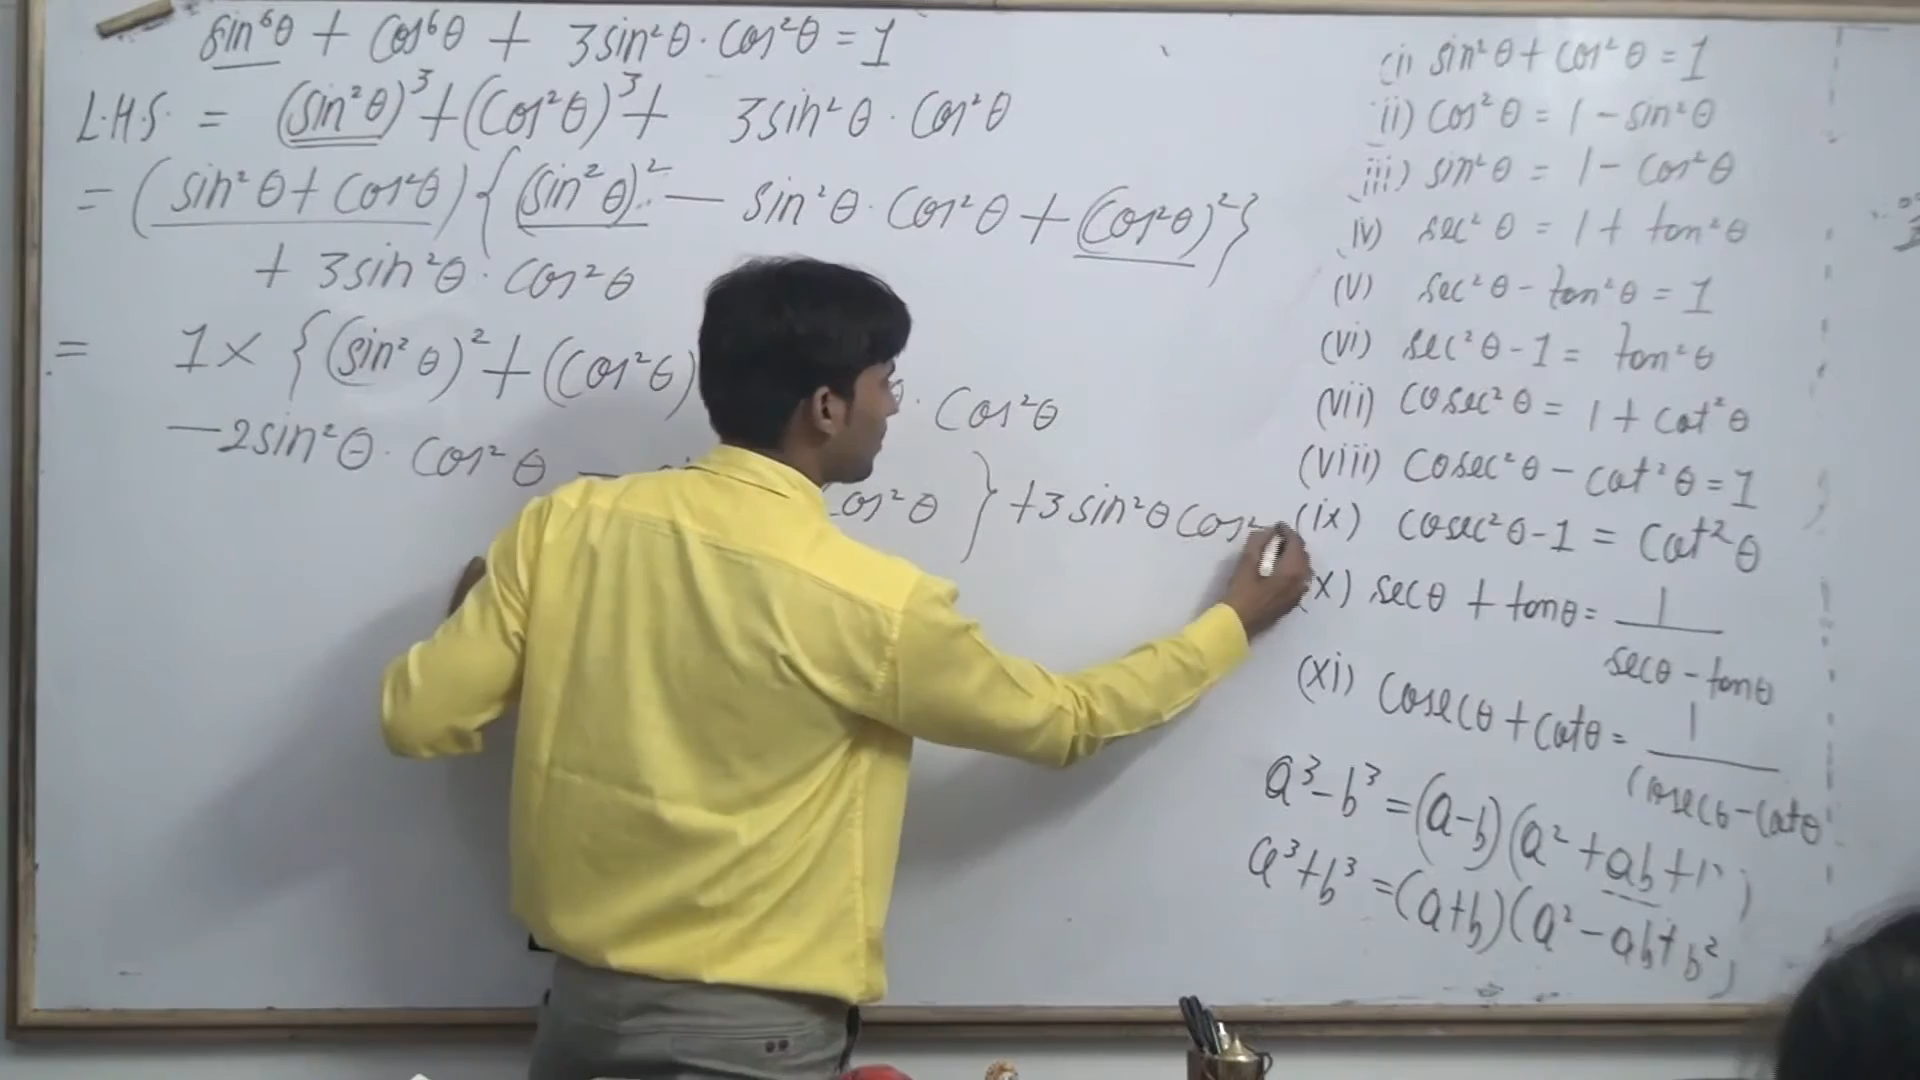 sin⁶θ + cos⁶θ + 3sin²θ · cos²θ = 1
L.H.S. = (sin²θ)³ + (cos²θ)³ + 3sin²θ · cos²θ
= (sin²θ + cos²θ) {(sin²θ)² — sin²θ · cos²θ + (cos²θ)²}
+ 3sin²θ · cos²θ
= 1 × {(sin²θ)² + (cos²θ) θ · cos²θ
— 2sin²θ · cos²θ — cos²θ } + 3 sin²θ cos²
(i) sin²θ + cos²θ = 1
ii) cos²θ = 1 - sin²θ
iii) sin²θ = 1 - cos²θ
iv) sec²θ = 1 + tan²θ
(v) sec²θ - tan²θ = 1
(vi) sec²θ - 1 = tan²θ
(vii) cosec²θ = 1 + cot²θ
(viii) cosec²θ - cot²θ = 1
(ix) cosec²θ - 1 = cot²θ
x) secθ + tanθ = 1 / secθ - tanθ
(xi) cosecθ + cotθ = 1 / cosecθ - cotθ
a³ - b³ = (a-b) (a² + ab +
a³ + b³ = (a+b) (a² - ab + b²)